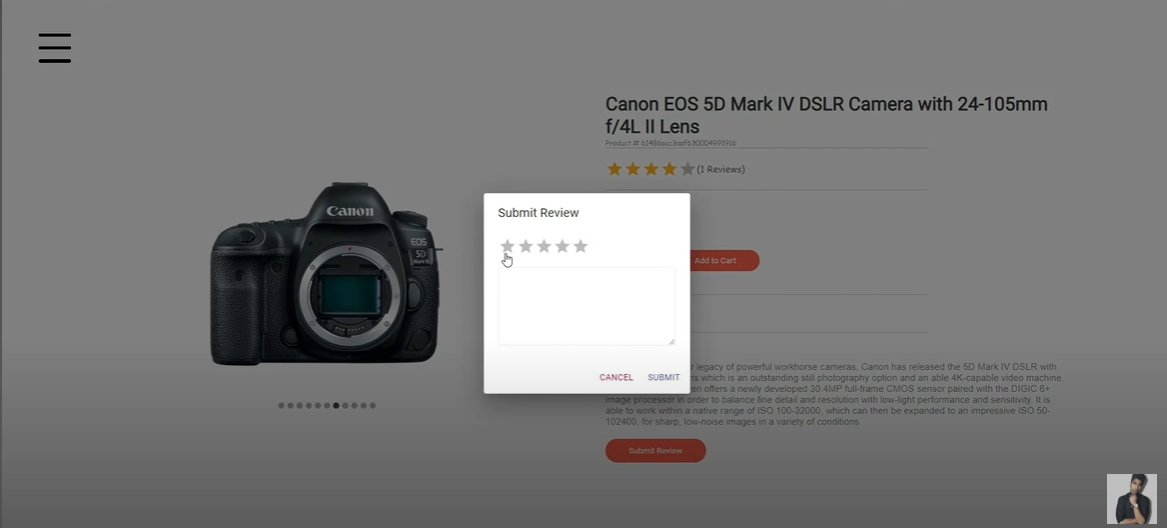 Canon EOS 5D Mark IV DSLR Camera with 24-105mm
f/4L II Lens
Product #
(1 Reviews)
Canon
EOS
5D
Mark IV
Submit Review
Add to Cart
CANCEL SUBMIT
r legacy of powerful workhorse cameras, Canon has released the 5D Mark IV DSLR with
s which is an outstanding still photography option and an able 4K-capable video machine.
en offers a newly developed 30.4MP full-frame CMOS sensor paired with the DIGIC 6+
image processor in order to balance fine detail and resolution with low-light performance and sensitivity. It is
able to work within a native range of ISO 100-32000, which can then be expanded to an impressive ISO 50-
102400, for sharp, low-noise images in a variety of conditions.
Submit Review